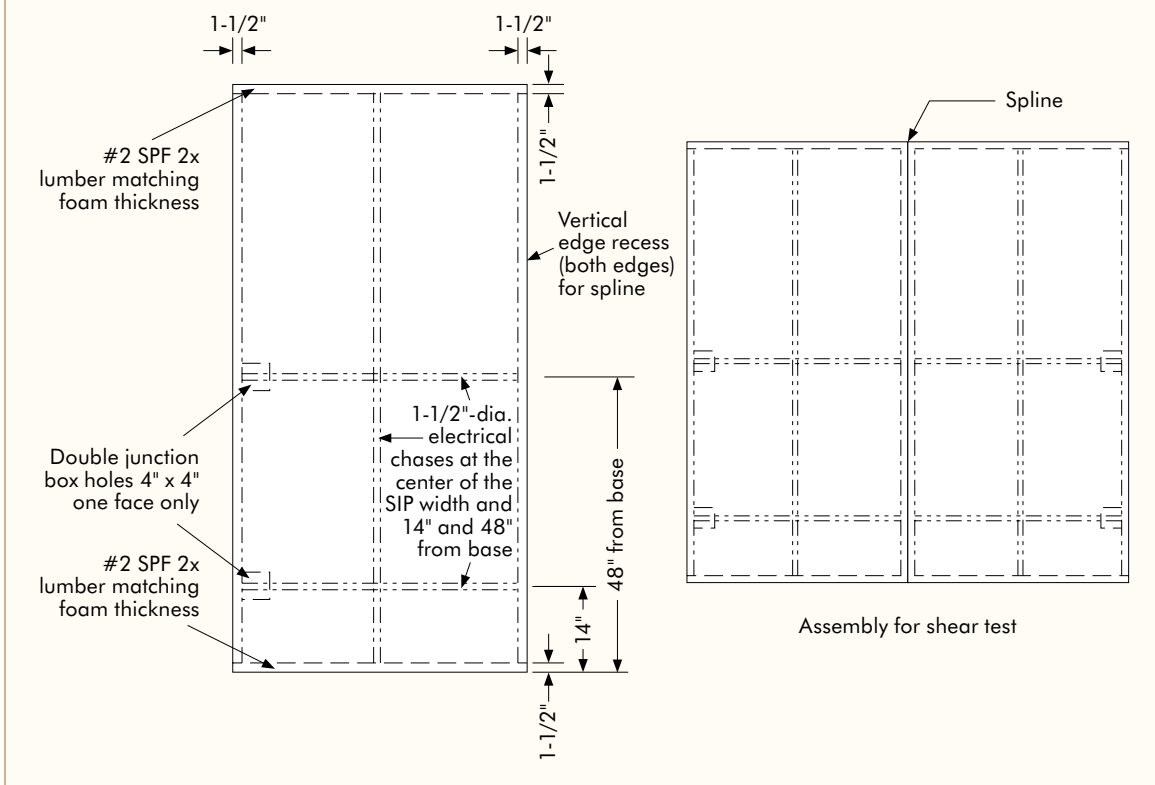 1-1/2"
1-1/2"
1-1/2"
#2 SPF 2x
lumber matching
foam thickness
Vertical
edge recess
(both edges)
for spline
Double junction
box holes 4" x 4"
one face only
1-1/2"-dia.
electrical
chases at the
center of the
SIP width and
14" and 48"
from base
48" from base
14"
#2 SPF 2x
lumber matching
foam thickness
1-1/2"
Spline
Assembly for shear test